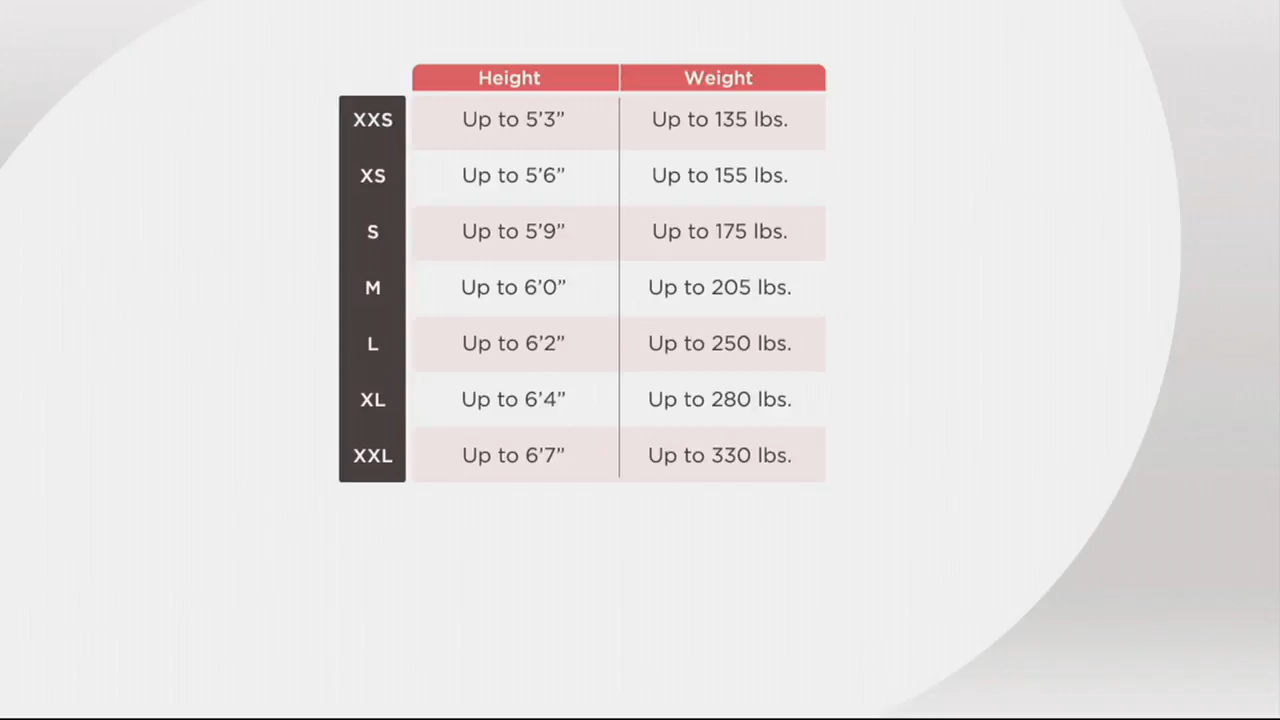 Height Weight
XXS Up to 5’3” Up to 135 lbs.
XS Up to 5’6” Up to 155 lbs.
S Up to 5’9” Up to 175 lbs.
M Up to 6’0” Up to 205 lbs.
L Up to 6’2” Up to 250 lbs.
XL Up to 6’4” Up to 280 lbs.
XXL Up to 6’7” Up to 330 lbs.